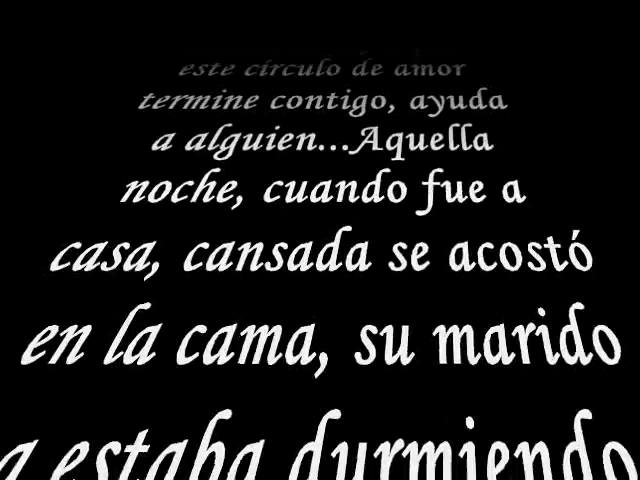 este círculo de amor
termine contigo, ayuda
a alguien...Aquella
noche, cuando fue a
casa, cansada se acostó
en la cama, su marido
a estaba durmiendo